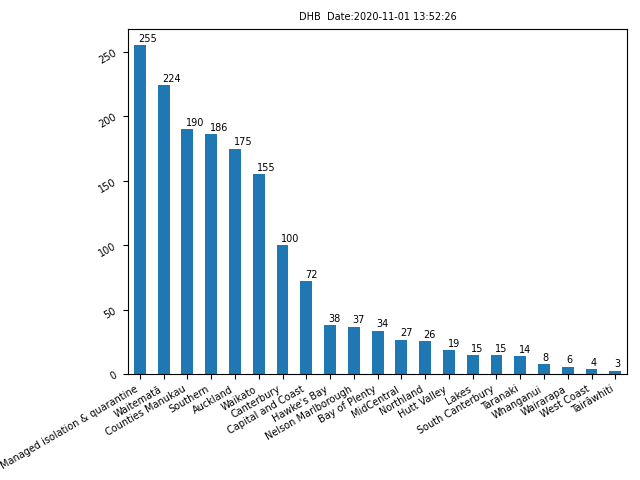 DHB Date:2020-11-01 13:52:26
250
200
150
100
50
0
255
224
190
186
175
155
100
72
38
37
34
27
26
19
15
15
14
8
6
4
3
Managed isolation & quarantine
Waitematā
Counties Manukau
Southern
Auckland
Waikato
Canterbury
Capital and Coast
Hawke's Bay
Nelson Marlborough
Bay of Plenty
MidCentral
Northland
Hutt Valley
Lakes
South Canterbury
Taranaki
Whanganui
Wairarapa
West Coast
Tairāwhiti